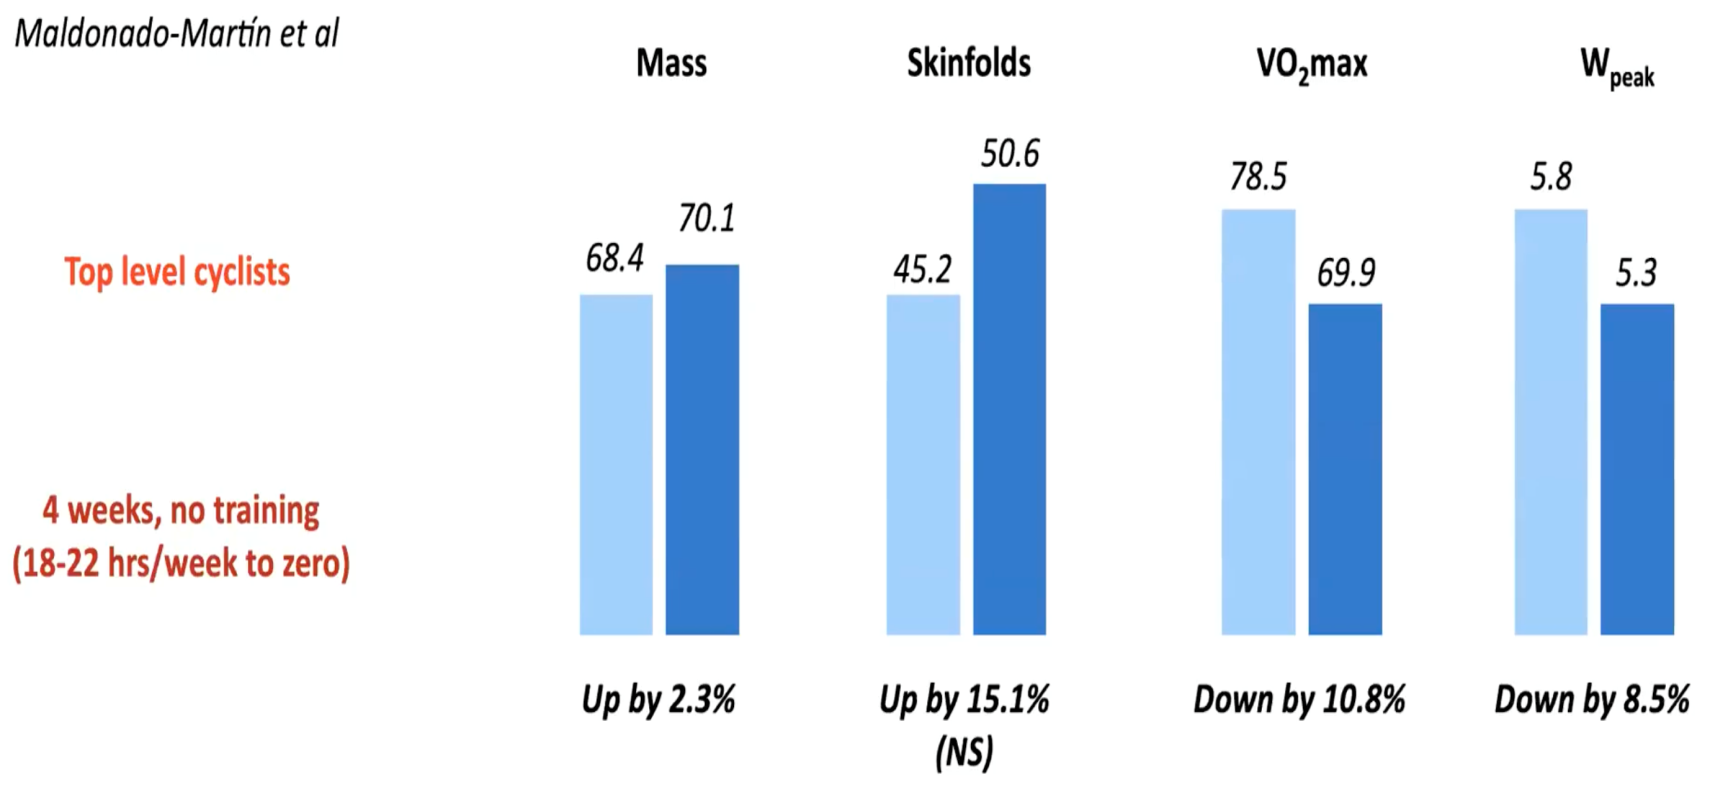 Maldonado-Martín et al
Mass
Skinfolds
VO₂max
Wpeak
68.4
70.1
45.2
50.6
78.5
69.9
5.8
5.3
Top level cyclists
4 weeks, no training
(18-22 hrs/week to zero)
Up by 2.3%
Up by 15.1%
(NS)
Down by 10.8%
Down by 8.5%